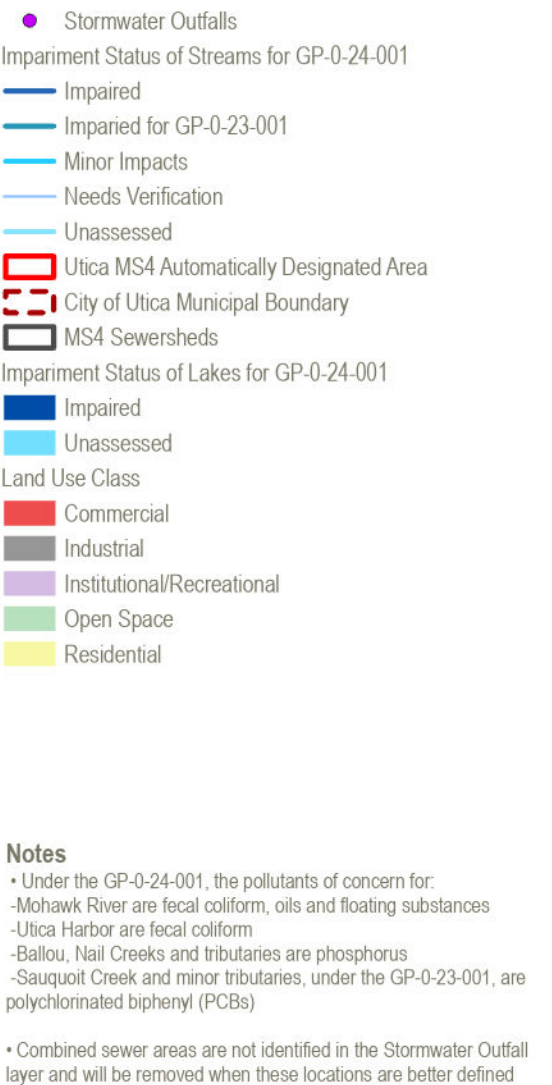 Stormwater Outfalls
Impariment Status of Streams for GP-0-24-001
Impaired
Imparied for GP-0-23-001
Minor Impacts
Needs Verification
Unassessed
Utica MS4 Automatically Designated Area
City of Utica Municipal Boundary
MS4 Sewersheds
Impariment Status of Lakes for GP-0-24-001
Impaired
Unassessed
Land Use Class
Commercial
Industrial
Institutional/Recreational
Open Space
Residential
Notes
• Under the GP-0-24-001, the pollutants of concern for:
-Mohawk River are fecal coliform, oils and floating substances
-Utica Harbor are fecal coliform
-Ballou, Nail Creeks and tributaries are phosphorus
-Sauquoit Creek and minor tributaries, under the GP-0-23-001, are
polychlorinated biphenyl (PCBs)
• Combined sewer areas are not identified in the Stormwater Outfall
layer and will be removed when these locations are better defined